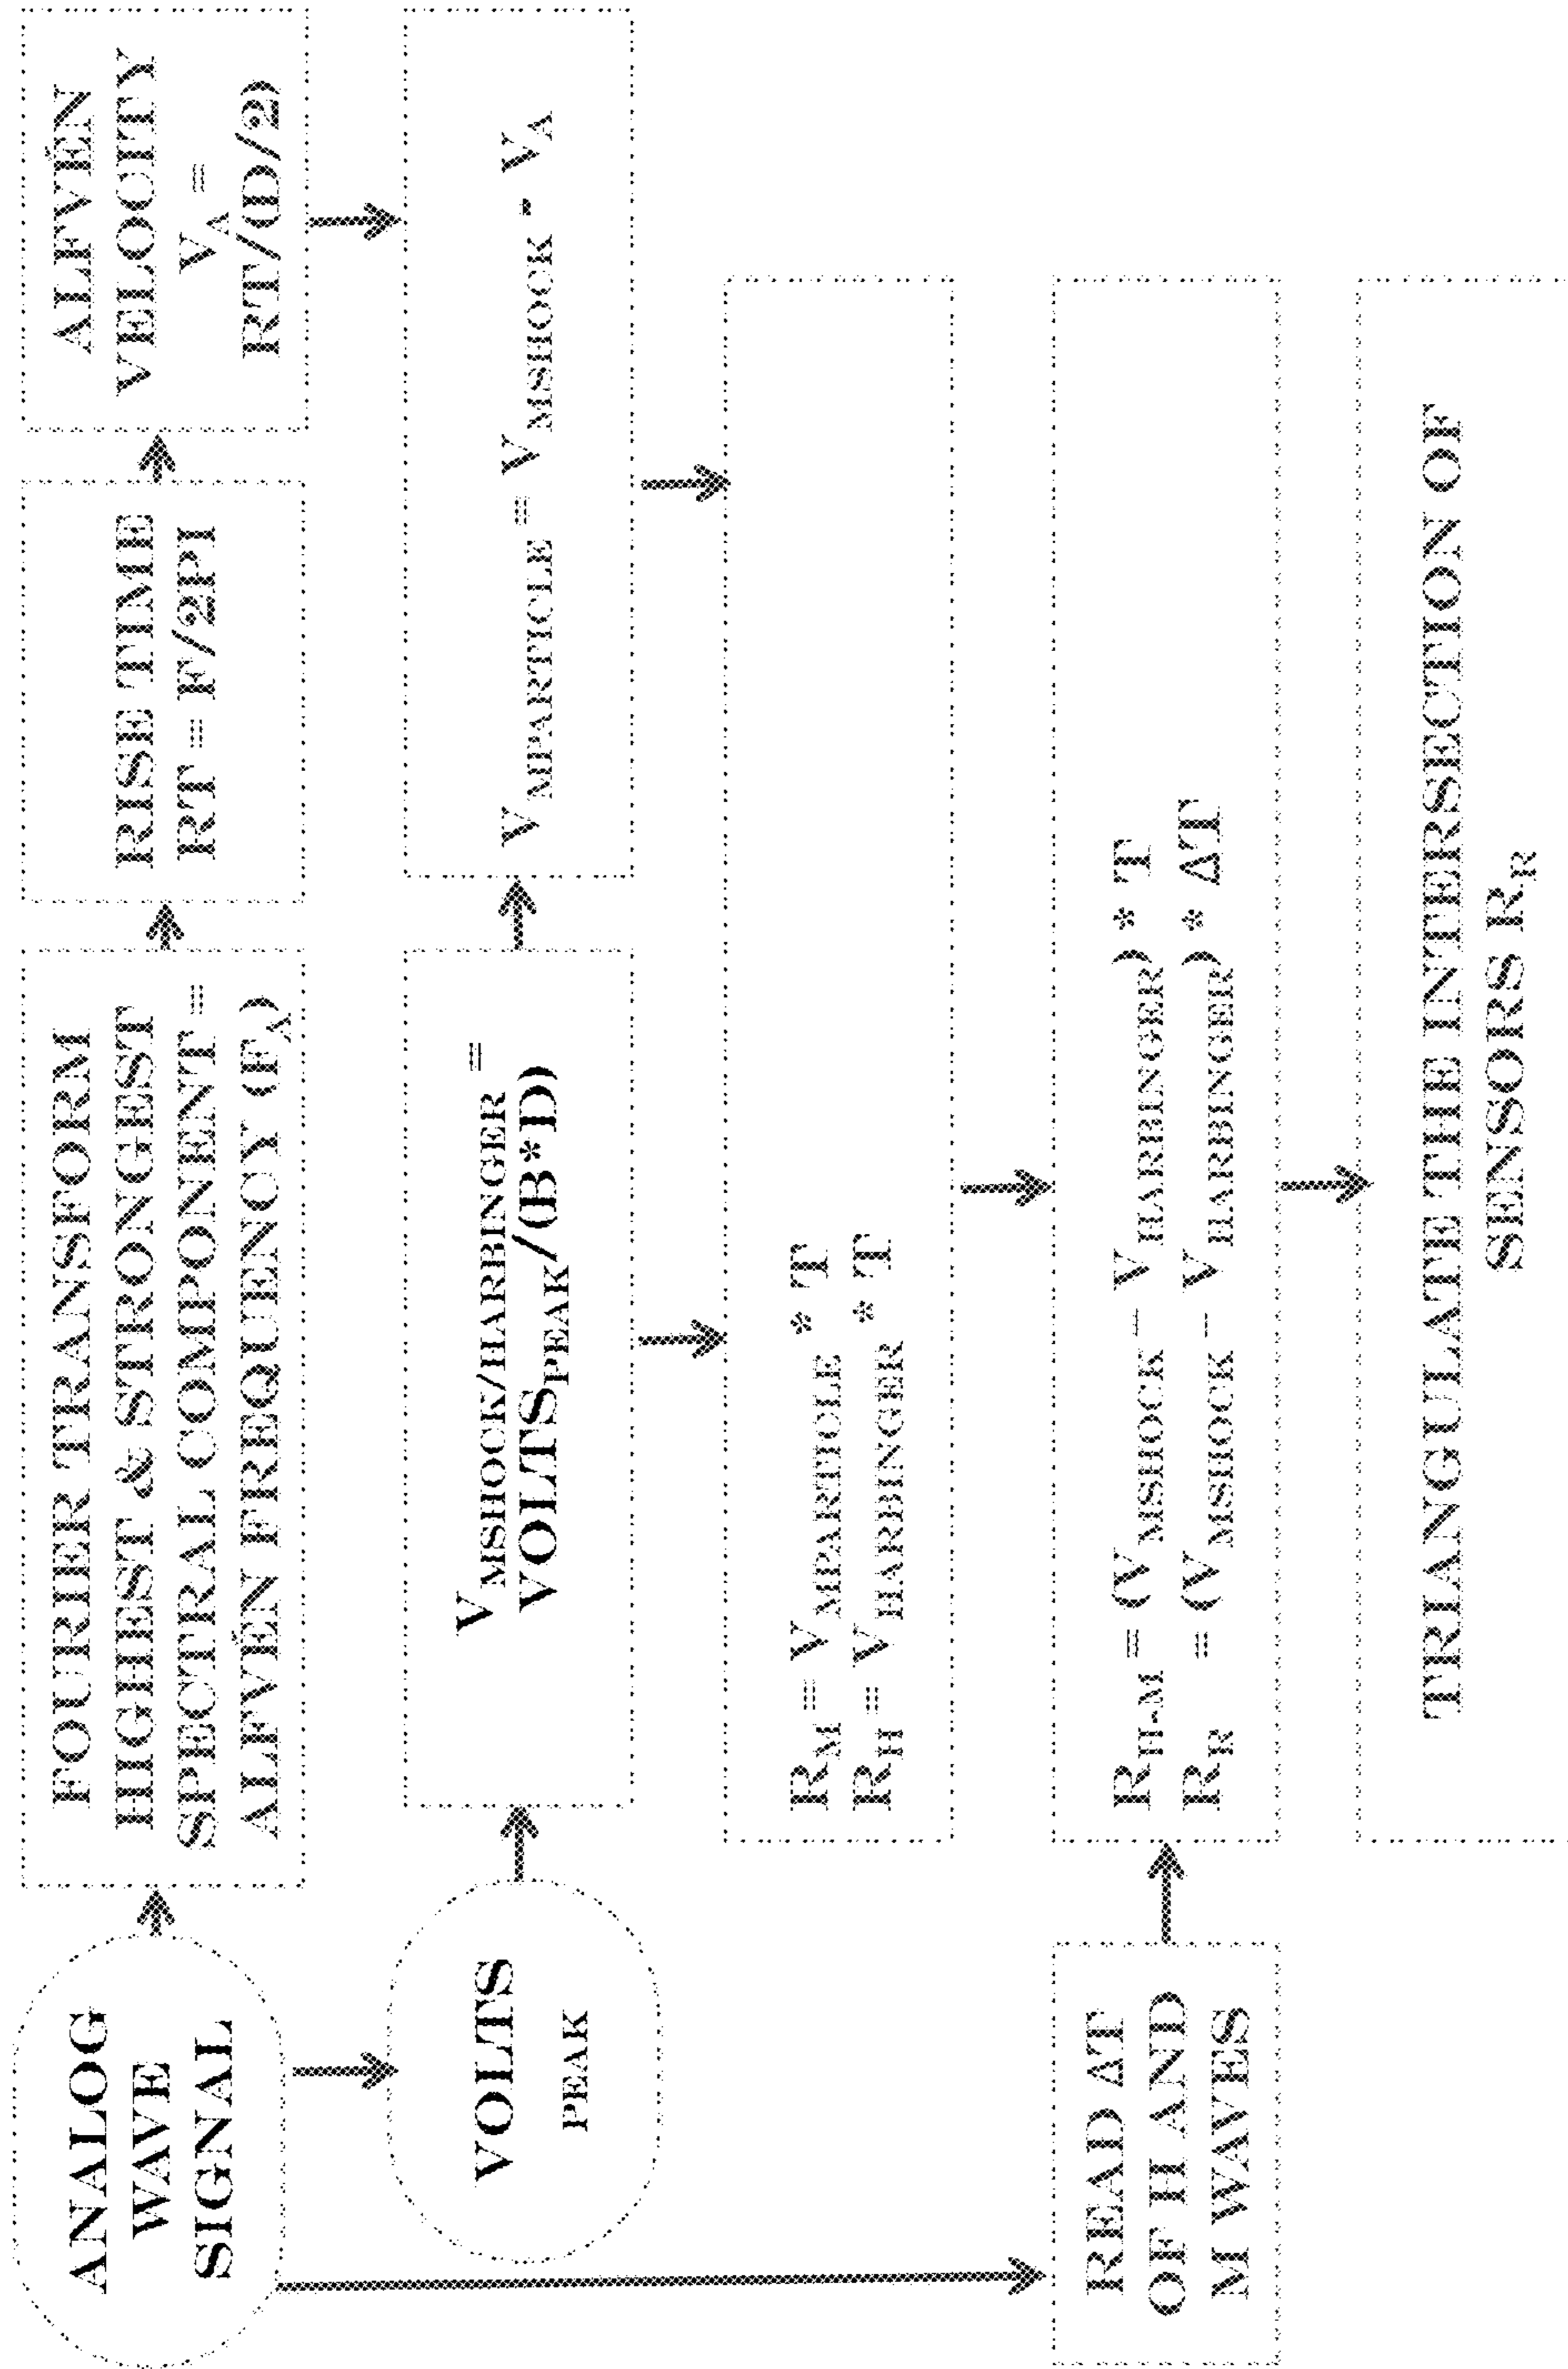 ANALOG
WAVE
SIGNAL
FOURIER TRANSFORM
HIGHEST & STRONGEST
SPECTRAL COMPONENT =
ALFVÉN FREQUENCY (F_A)
RISE TIME
RT = F/2PI
ALFVÉN
VELOCITY
V_A =
RT/(D/2)
VOLTS
PEAK
V_MSHOCK/HARBINGER =
VOLTS_PEAK/(B*D)
V_MPARTICLE = V_MSHOCK - V_A
R_M = V_MPARTICLE * T
R_H = V_HARBINGER * T
READ ΔT
OF H AND
M WAVES
R_H-M = (V_MSHOCK - V_HARBINGER) * T
R_R = (V_MSHOCK - V_HARBINGER) * ΔT
TRIANGULATE THE INTERSECTION OF
SENSORS R_R